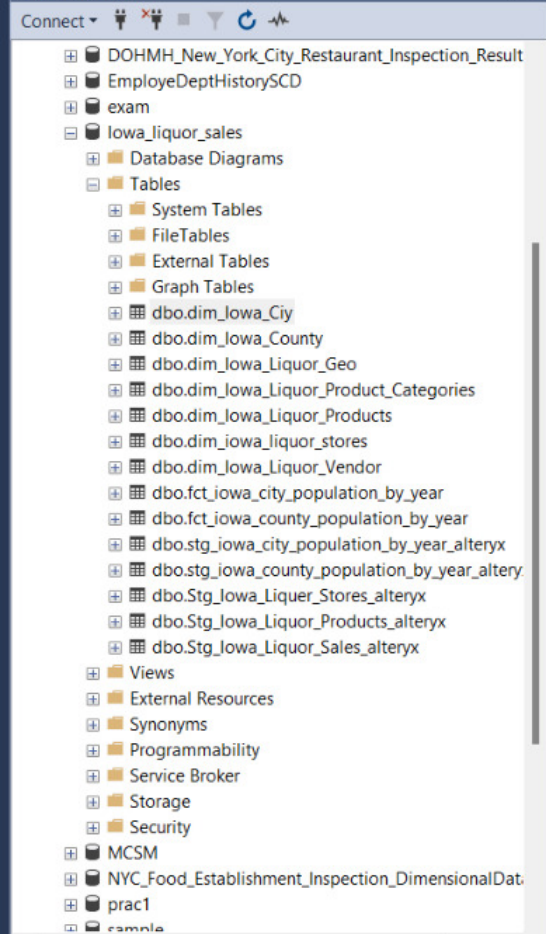 Connect
DOHMH_New_York_City_Restaurant_Inspection_Result
EmployeDeptHistorySCD
exam
Iowa_liquor_sales
Database Diagrams
Tables
System Tables
FileTables
External Tables
Graph Tables
dbo.dim_Iowa_Ciy
dbo.dim_Iowa_County
dbo.dim_Iowa_Liquor_Geo
dbo.dim_Iowa_Liquor_Product_Categories
dbo.dim_Iowa_Liquor_Products
dbo.dim_iowa_liquor_stores
dbo.dim_Iowa_Liquor_Vendor
dbo.fct_iowa_city_population_by_year
dbo.fct_iowa_county_population_by_year
dbo.stg_iowa_city_population_by_year_alteryx
dbo.stg_iowa_county_population_by_year_altery
dbo.Stg_Iowa_Liquer_Stores_alteryx
dbo.Stg_Iowa_Liquor_Products_alteryx
dbo.Stg_Iowa_Liquor_Sales_alteryx
Views
External Resources
Synonyms
Programmability
Service Broker
Storage
Security
MCSM
NYC_Food_Establishment_Inspection_DimensionalData
prac1
sample